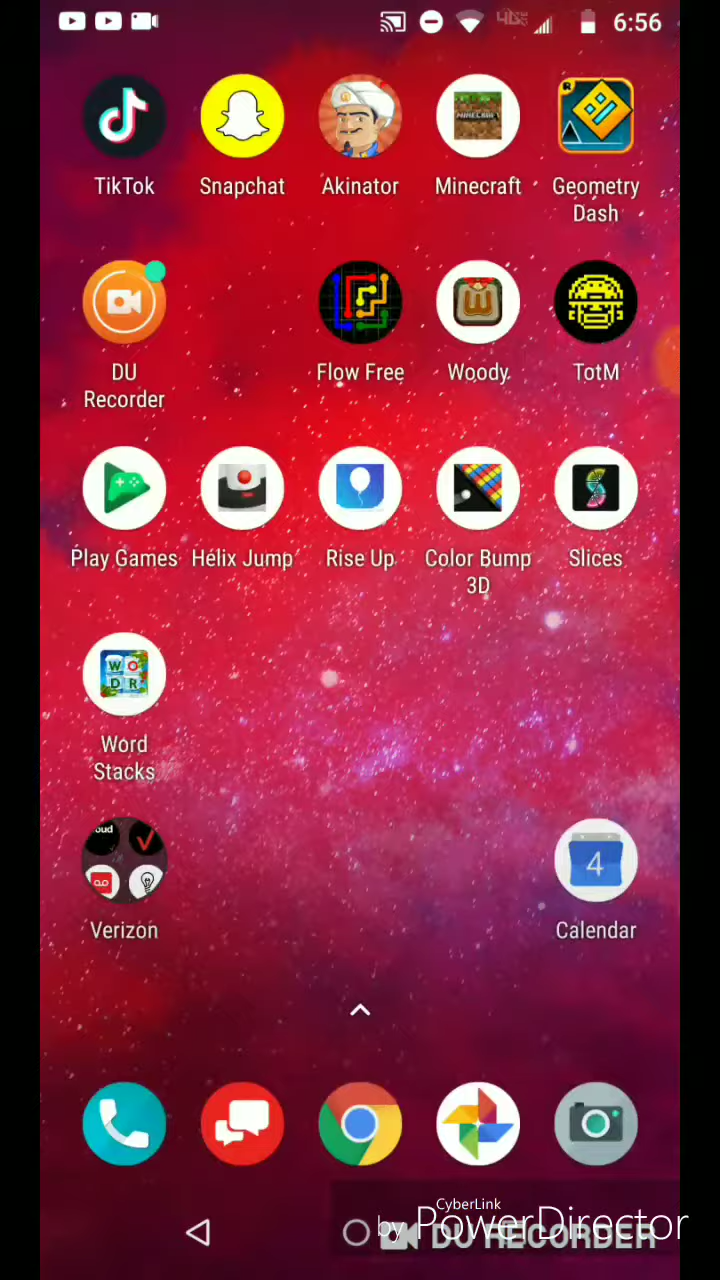 6:56
TikTok
Snapchat
Akinator
Minecraft
Geometry
Dash
DU
Recorder
Flow Free
Woody
TotM
Play Games
Helix Jump
Rise Up
Color Bump
3D
Slices
Word
Stacks
Verizon
4
Calendar
CyberLink
by PowerDirector
DU RECORDER